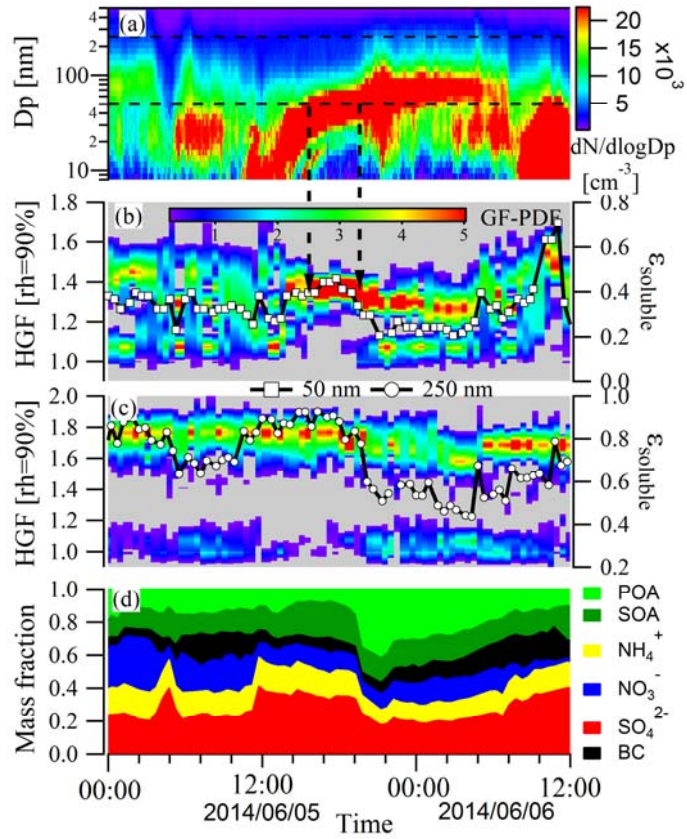 (a)
Dp [nm]
4
2
100
4
2
10
20
15
10
5
×10³
dN/dlogDp
[cm⁻³]
(b)
HGF [rh=90%]
1.8
1.6
1.4
1.2
1.0
1 2 3 4 5
GF-PDF
0.8
0.6
0.4
0.2
0.0
εsoluble
50 nm 250 nm
(c)
HGF [rh=90%]
2.0
1.8
1.6
1.4
1.2
1.0
1.0
0.8
0.6
0.4
0.2
εsoluble
(d)
Mass fraction
1.0
0.8
0.6
0.4
0.2
0.0
POA
SOA
NH₄⁺
NO₃⁻
SO₄²⁻
BC
00:00 12:00 00:00 12:00
2014/06/05 2014/06/06
Time